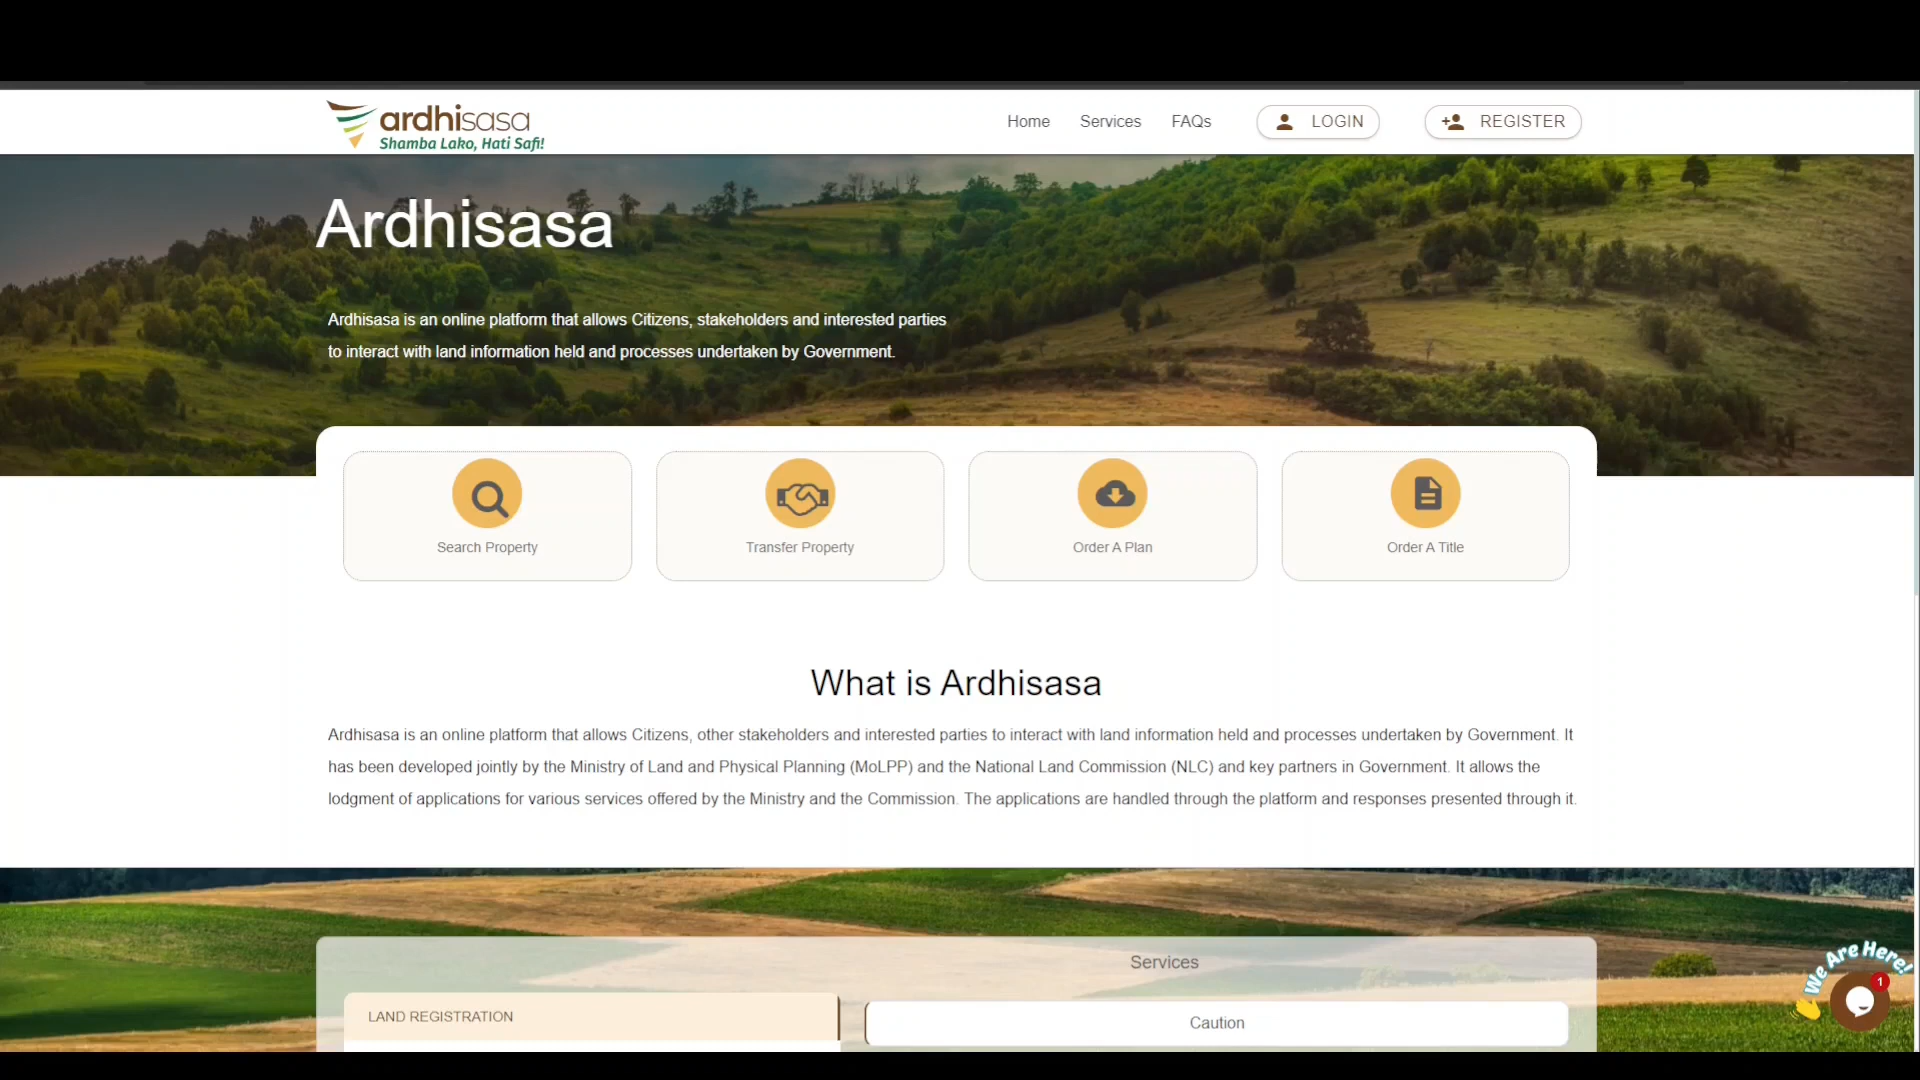 ardhisasa
Shamba Lako, Hati Safi!
Home
Services
FAQs
LOGIN
REGISTER
Ardhisasa
Ardhisasa is an online platform that allows Citizens, stakeholders and interested parties
to interact with land information held and processes undertaken by Government.
Search Property
Transfer Property
Order A Plan
Order A Title
What is Ardhisasa
Ardhisasa is an online platform that allows Citizens, other stakeholders and interested parties to interact with land information held and processes undertaken by Government. It
has been developed jointly by the Ministry of Land and Physical Planning (MoLPP) and the National Land Commission (NLC) and key partners in Government. It allows the
lodgment of applications for various services offered by the Ministry and the Commission. The applications are handled through the platform and responses presented through it.
Services
LAND REGISTRATION
Caution
We Are Here!
1